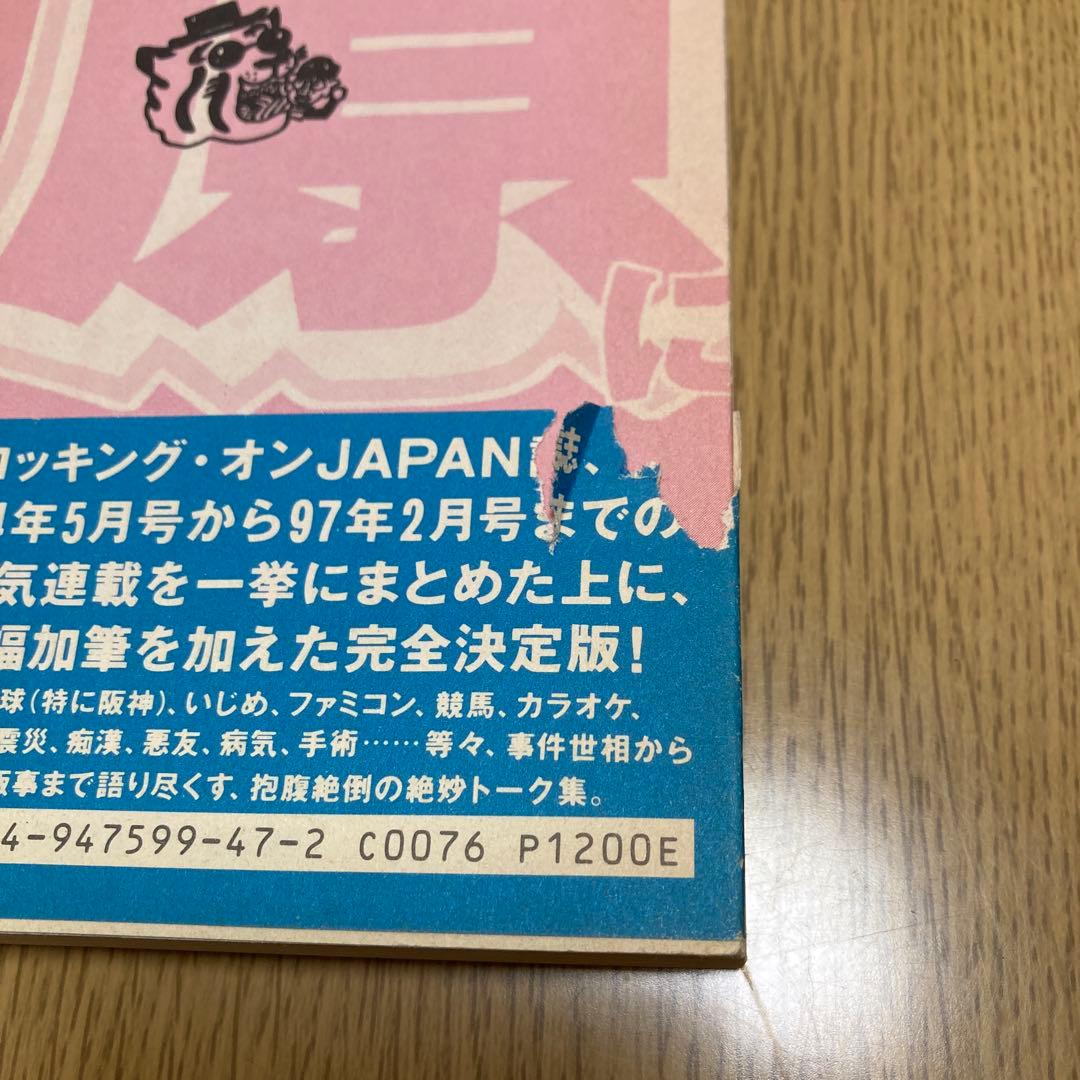 原
に
ロッキング・オンJAPAN誌、
4年5月号から97年2月号までの
気連載を一挙にまとめた上に、
幅加筆を加えた完全決定版!
球(特に阪神)、いじめ、ファミコン、競馬、カラオケ、
震災、痴漢、悪友、病気、手術……等々、事件世相から
事まで語り尽くす、抱腹絶倒の絶妙トーク集。
4-947599-47-2 C0076 P1200E